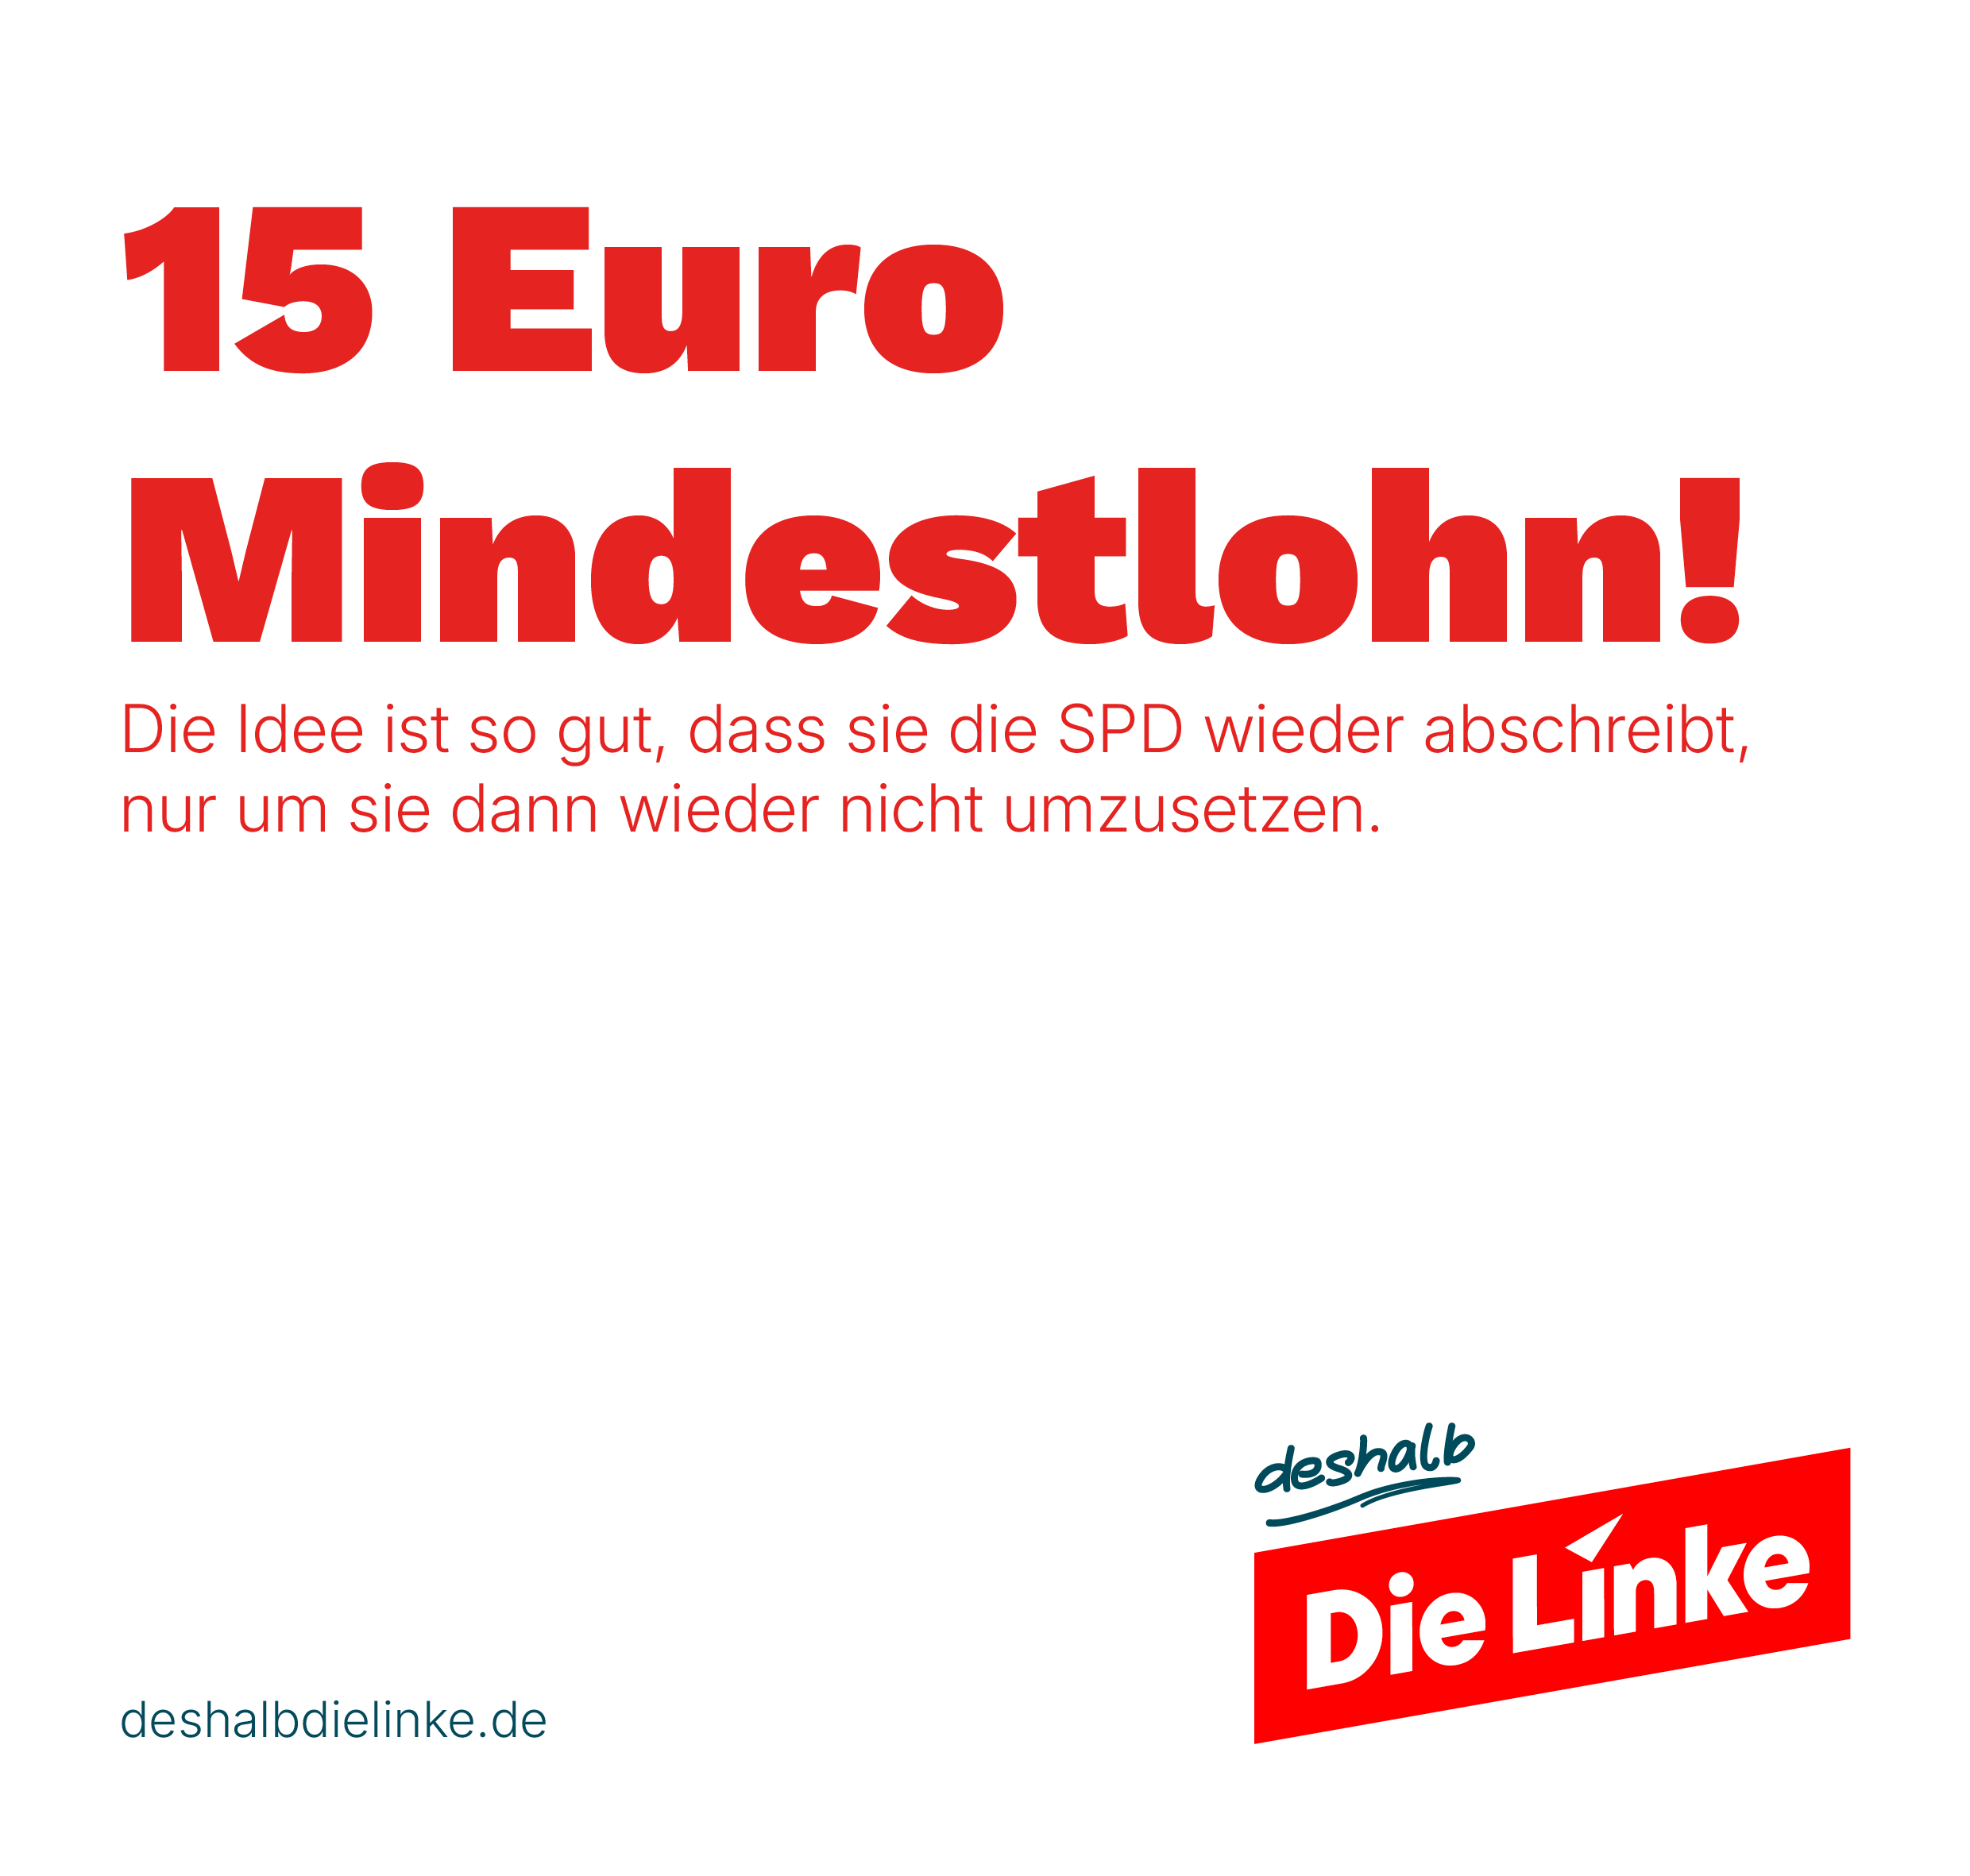 15 Euro
Mindestlohn!
Die Idee ist so gut, dass sie die SPD wieder abschreibt,
nur um sie dann wieder nicht umzusetzen.
deshalb
Die Linke
deshalbdielinke.de